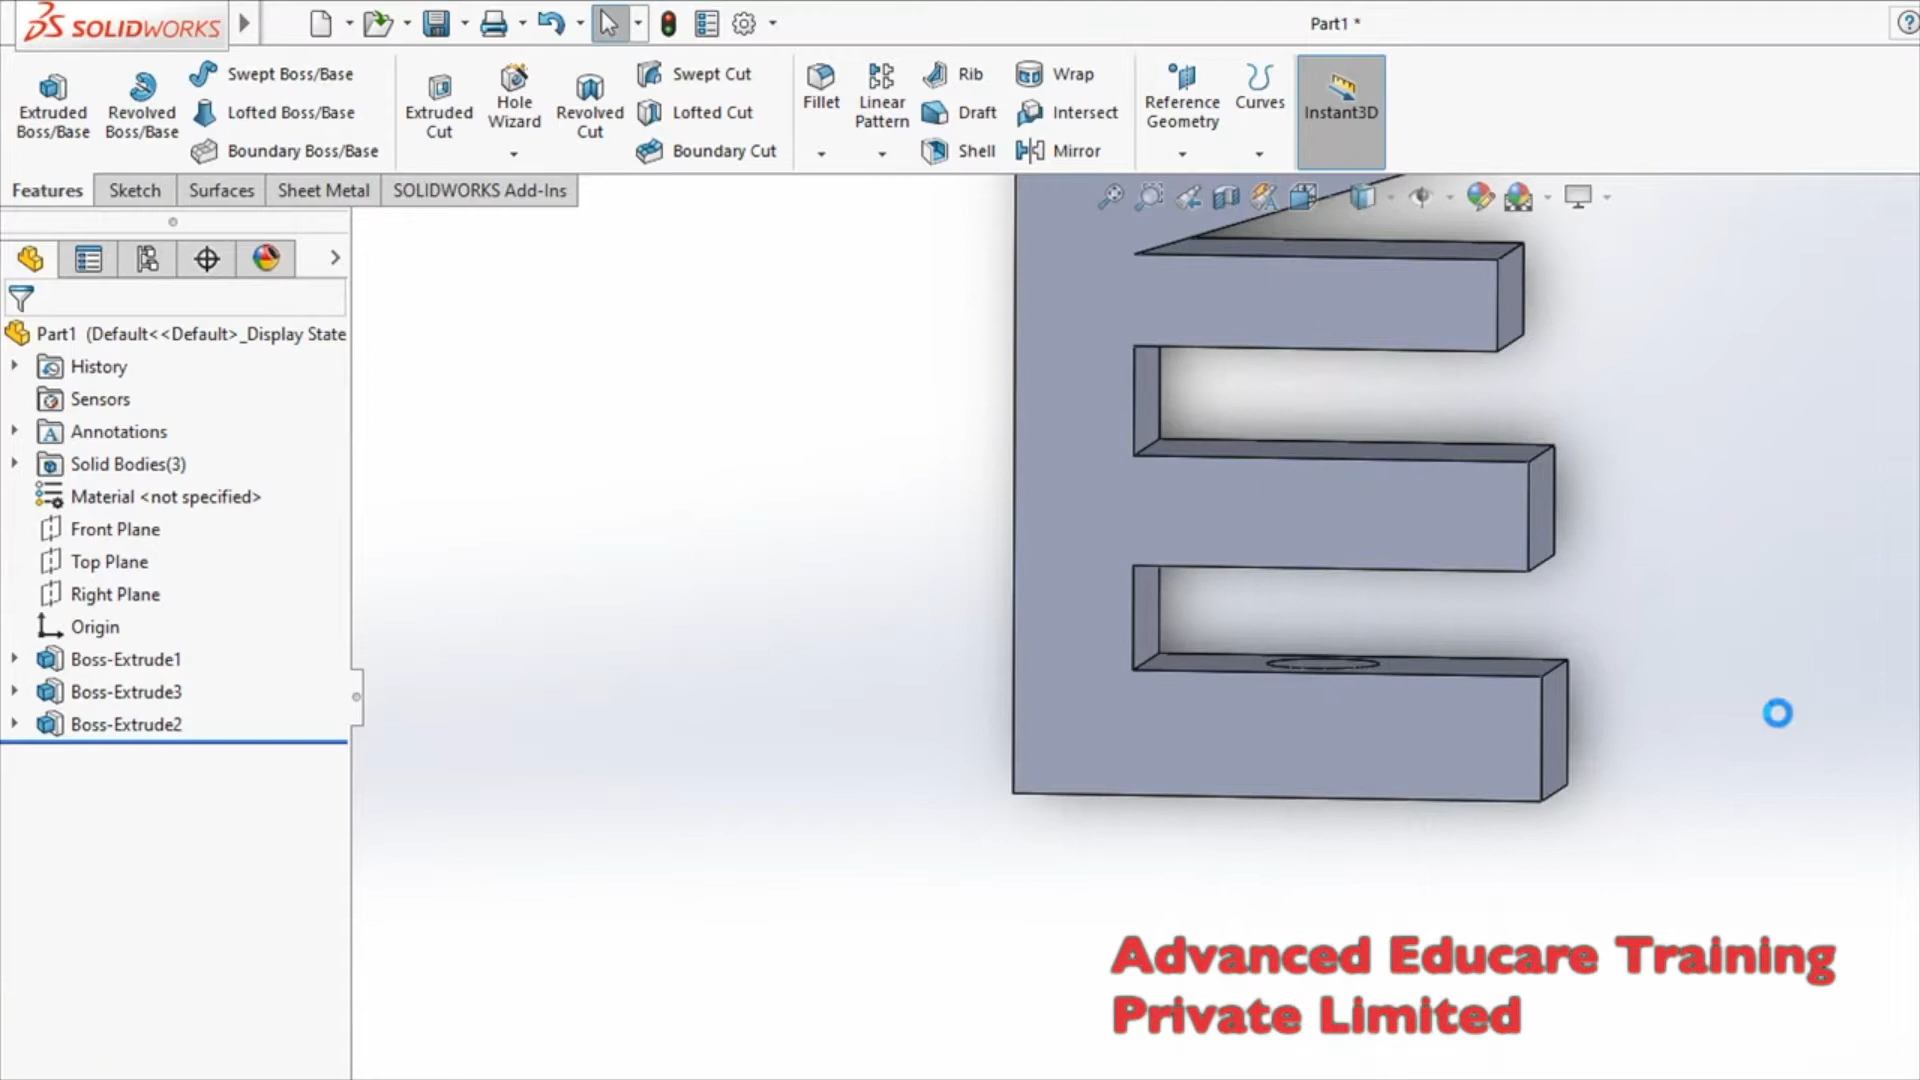 SOLIDWORKS
Part1 *
Extruded Boss/Base
Revolved Boss/Base
Swept Boss/Base
Lofted Boss/Base
Boundary Boss/Base
Extruded Cut
Hole Wizard
Revolved Cut
Swept Cut
Lofted Cut
Boundary Cut
Fillet
Linear Pattern
Rib
Draft
Shell
Wrap
Intersect
Mirror
Reference Geometry
Curves
Instant3D
Features
Sketch
Surfaces
Sheet Metal
SOLIDWORKS Add-Ins
Part1 (Default<<Default>_Display State
History
Sensors
Annotations
Solid Bodies(3)
Material <not specified>
Front Plane
Top Plane
Right Plane
Origin
Boss-Extrude1
Boss-Extrude3
Boss-Extrude2
Advanced Educare Training
Private Limited